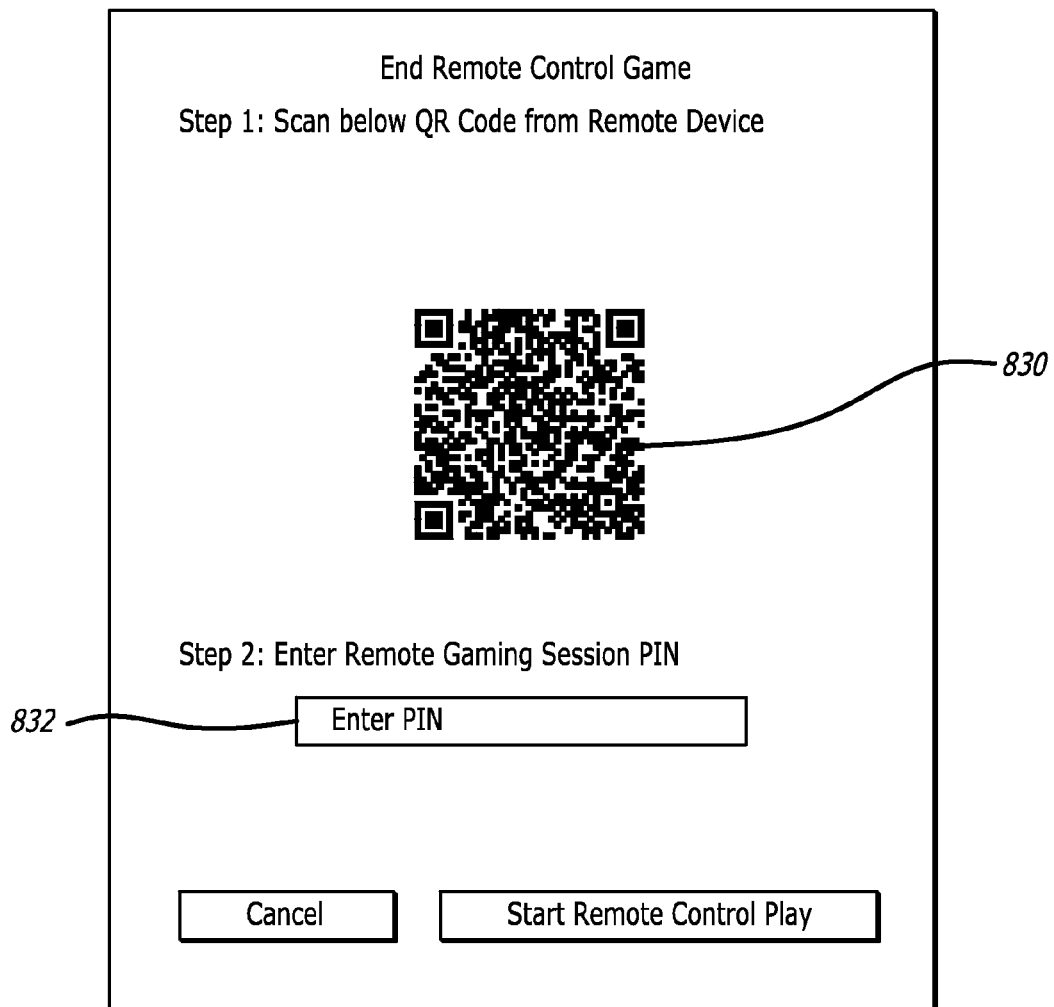 End Remote Control Game
Step 1: Scan below QR Code from Remote Device
830
Step 2: Enter Remote Gaming Session PIN
832
Enter PIN
Cancel
Start Remote Control Play